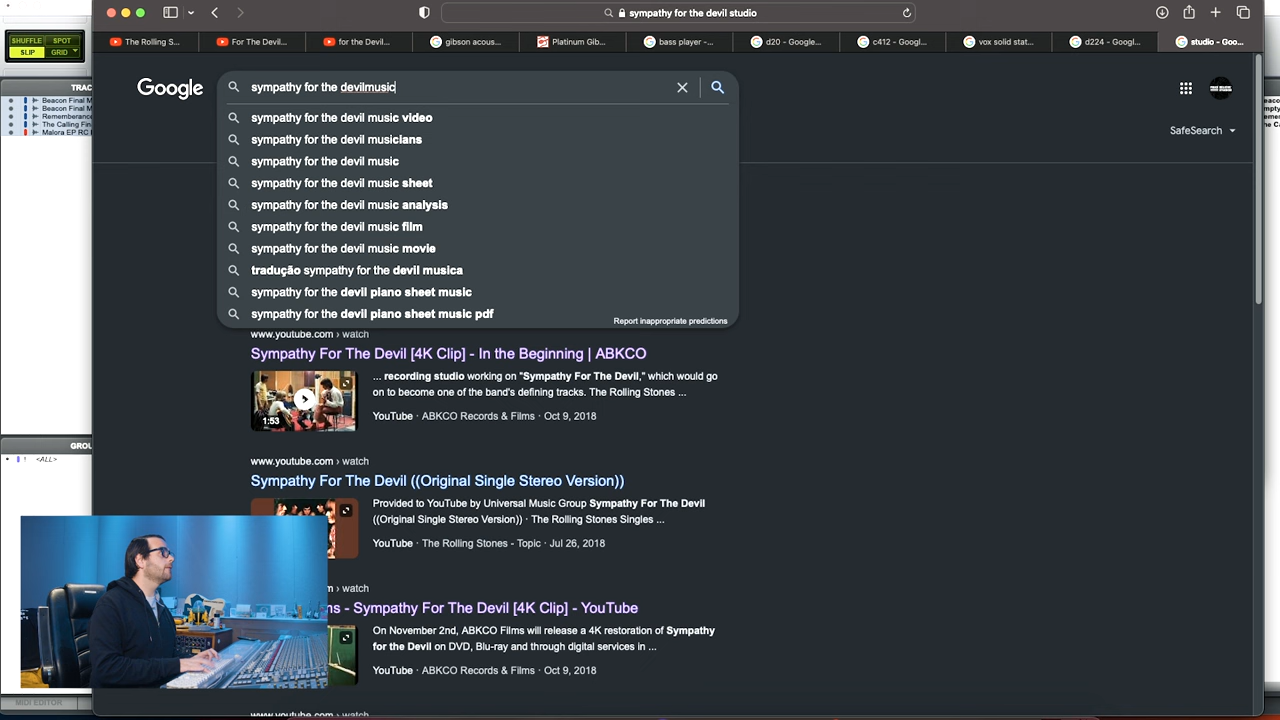 sympathy for the devil studio
SHUFFLE SPOT
SLIP GRID
The Rolling S...
For The Devil...
for the Devil...
gibson acous...
Platinum Gib...
bass player -...
d20 - Google...
c412 - Googl...
vox solid stat...
d224 - Googl...
studio - Goo...
TRAC
Beacon Final M
Beacon Final M
Rememberance
The Calling Fin
Malora EP RC
Google
sympathy for the devilmusic
SafeSearch
sympathy for the devil music video
sympathy for the devil musicians
sympathy for the devil music
sympathy for the devil music sheet
sympathy for the devil music analysis
sympathy for the devil music film
sympathy for the devil music movie
tradução sympathy for the devil musica
sympathy for the devil piano sheet music
sympathy for the devil piano sheet music pdf
Report inappropriate predictions
www.youtube.com › watch
Sympathy For The Devil [4K Clip] - In the Beginning | ABKCO
... recording studio working on "Sympathy For The Devil," which would go
on to become one of the band's defining tracks. The Rolling Stones ...
1:53
YouTube · ABKCO Records & Films · Oct 9, 2018
GROU
<ALL>
www.youtube.com › watch
Sympathy For The Devil ((Original Single Stereo Version))
Provided to YouTube by Universal Music Group Sympathy For The Devil
((Original Single Stereo Version)) · The Rolling Stones Singles ...
YouTube · The Rolling Stones - Topic · Jul 26, 2018
.com › watch
ns - Sympathy For The Devil [4K Clip] - YouTube
On November 2nd, ABKCO Films will release a 4K restoration of Sympathy
for the Devil on DVD, Blu-ray and through digital services in ...
YouTube · ABKCO Records & Films · Oct 9, 2018
MIDI EDITOR
www.youtube.com › watch